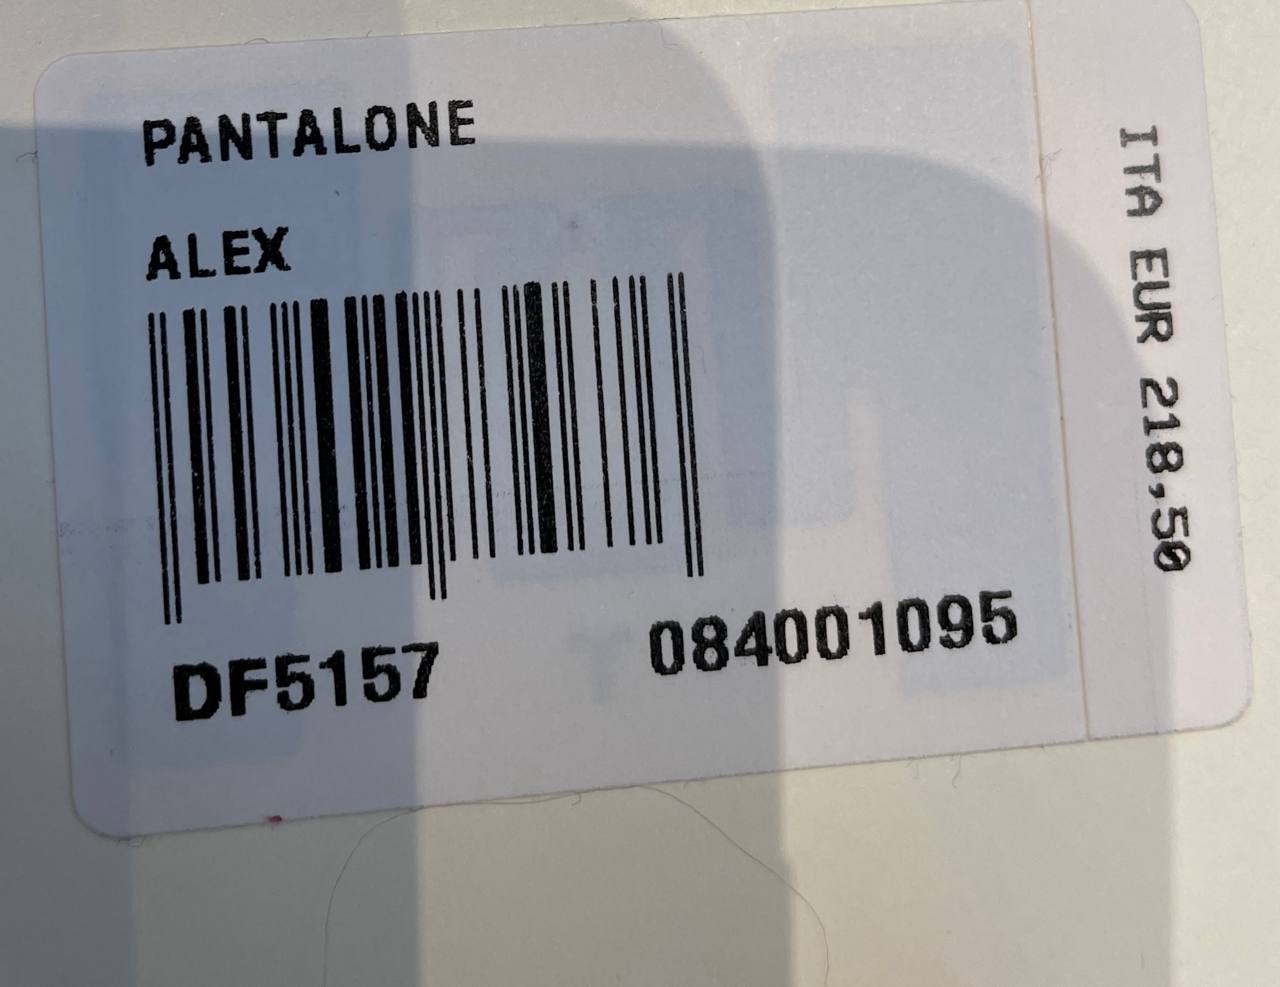 PANTALONE
ALEX
DF5157
084001095
ITA EUR 218,50